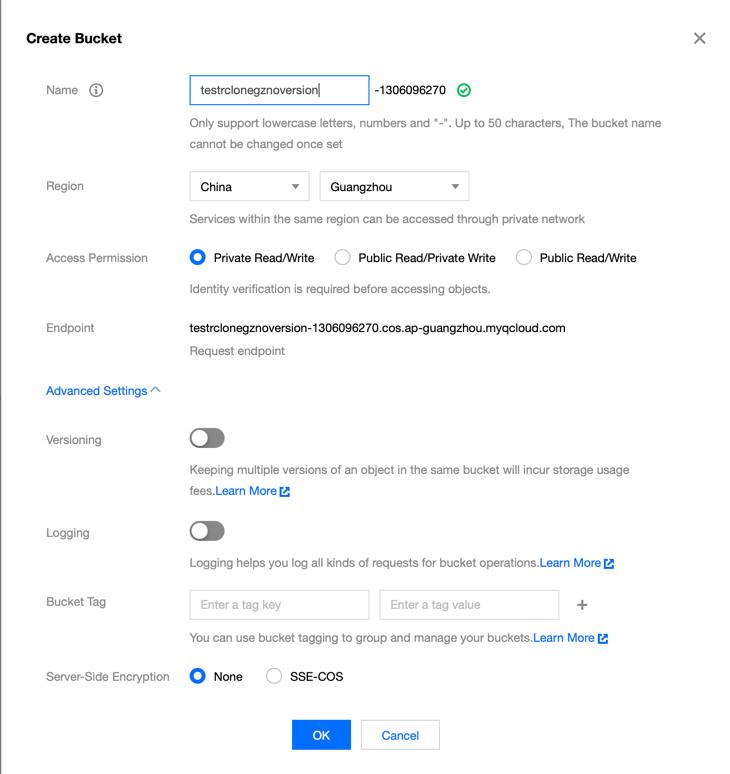 Create Bucket
Name
testrclonegznoversion -1306096270
Only support lowercase letters, numbers and "-". Up to 50 characters, The bucket name
cannot be changed once set
Region
China Guangzhou
Services within the same region can be accessed through private network
Access Permission
Private Read/Write Public Read/Private Write Public Read/Write
Identity verification is required before accessing objects.
Endpoint
testrclonegznoversion-1306096270.cos.ap-guangzhou.myqcloud.com
Request endpoint
Advanced Settings
Versioning
Keeping multiple versions of an object in the same bucket will incur storage usage
fees.Learn More
Logging
Logging helps you log all kinds of requests for bucket operations.Learn More
Bucket Tag
Enter a tag key Enter a tag value +
You can use bucket tagging to group and manage your buckets.Learn More
Server-Side Encryption
None SSE-COS
OK Cancel